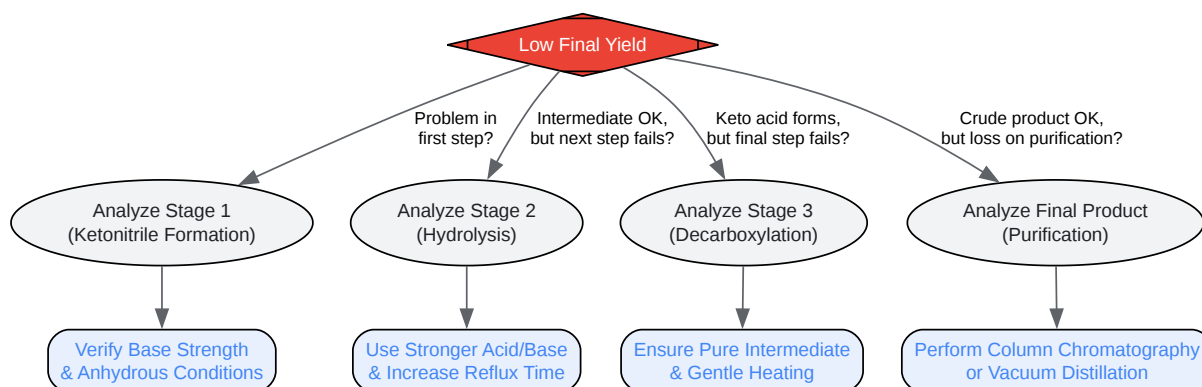 Low Final Yield
Problem in
first step?
Intermediate OK,
but next step fails?
Keto acid forms,
but final step fails?
Crude product OK,
but loss on purification?
Analyze Stage 1
(Ketonitrile Formation)
Analyze Stage 2
(Hydrolysis)
Analyze Stage 3
(Decarboxylation)
Analyze Final Product
(Purification)
Verify Base Strength
& Anhydrous Conditions
Use Stronger Acid/Base
& Increase Reflux Time
Ensure Pure Intermediate
& Gentle Heating
Perform Column Chromatography
or Vacuum Distillation